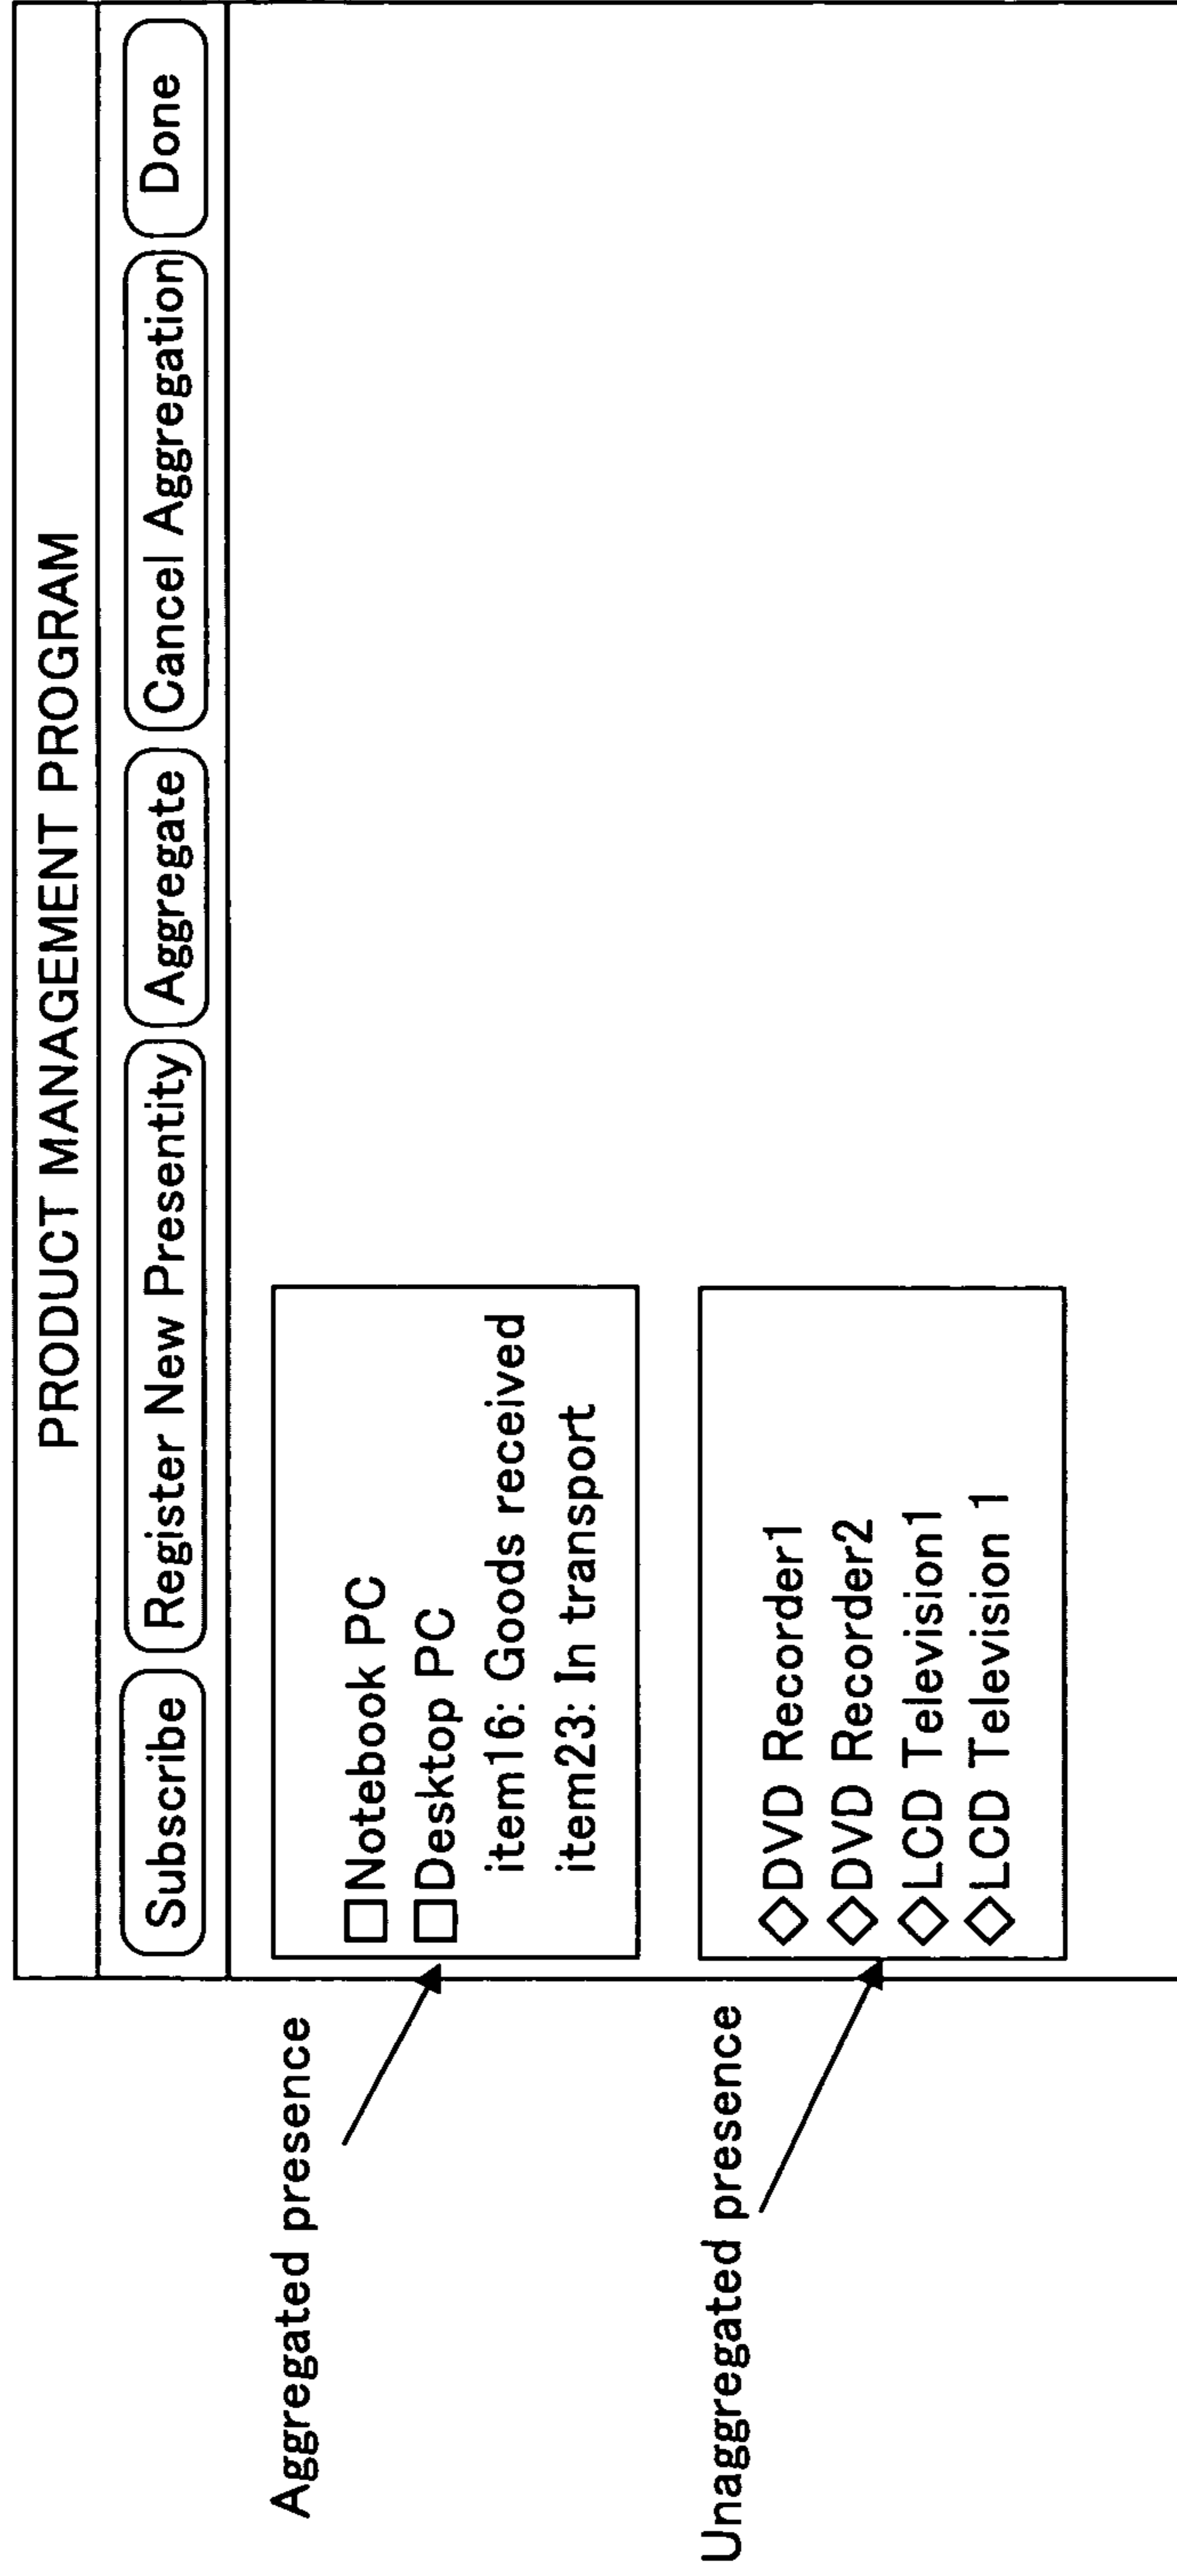 PRODUCT MANAGEMENT PROGRAM
Subscribe Register New Presentity Aggregate Cancel Aggregation Done
Aggregated presence
□Notebook PC
□Desktop PC
item16: Goods received
item23: In transport
Unaggregated presence
◇DVD Recorder1
◇DVD Recorder2
◇LCD Television1
◇LCD Television 1